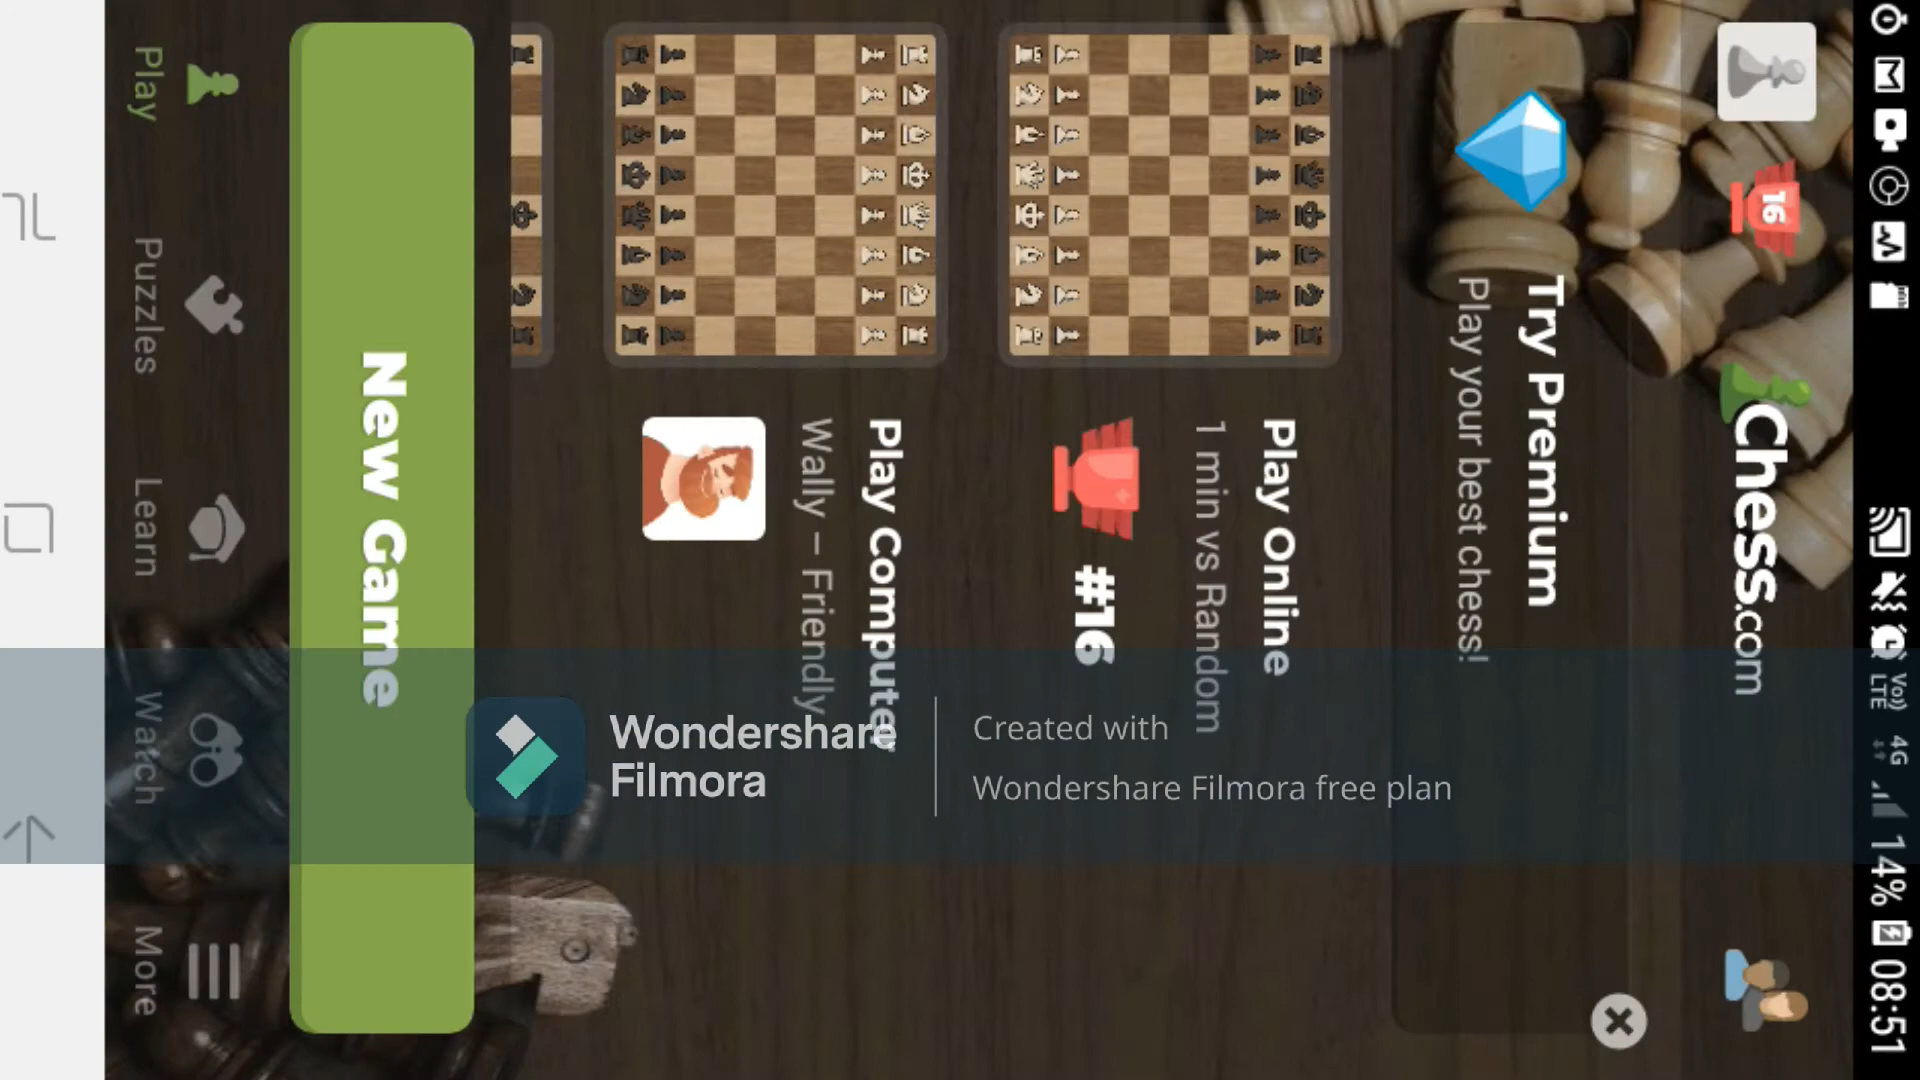 14% 08:51
VoLTE 4G
16
Chess.com
Try Premium
Play your best chess!
Play Online
1 min vs Random
#16
Play Computer
Wally – Friendly
New Game
Play
Puzzles
Learn
Watch
More
Wondershare
Filmora
Created with
Wondershare Filmora free plan